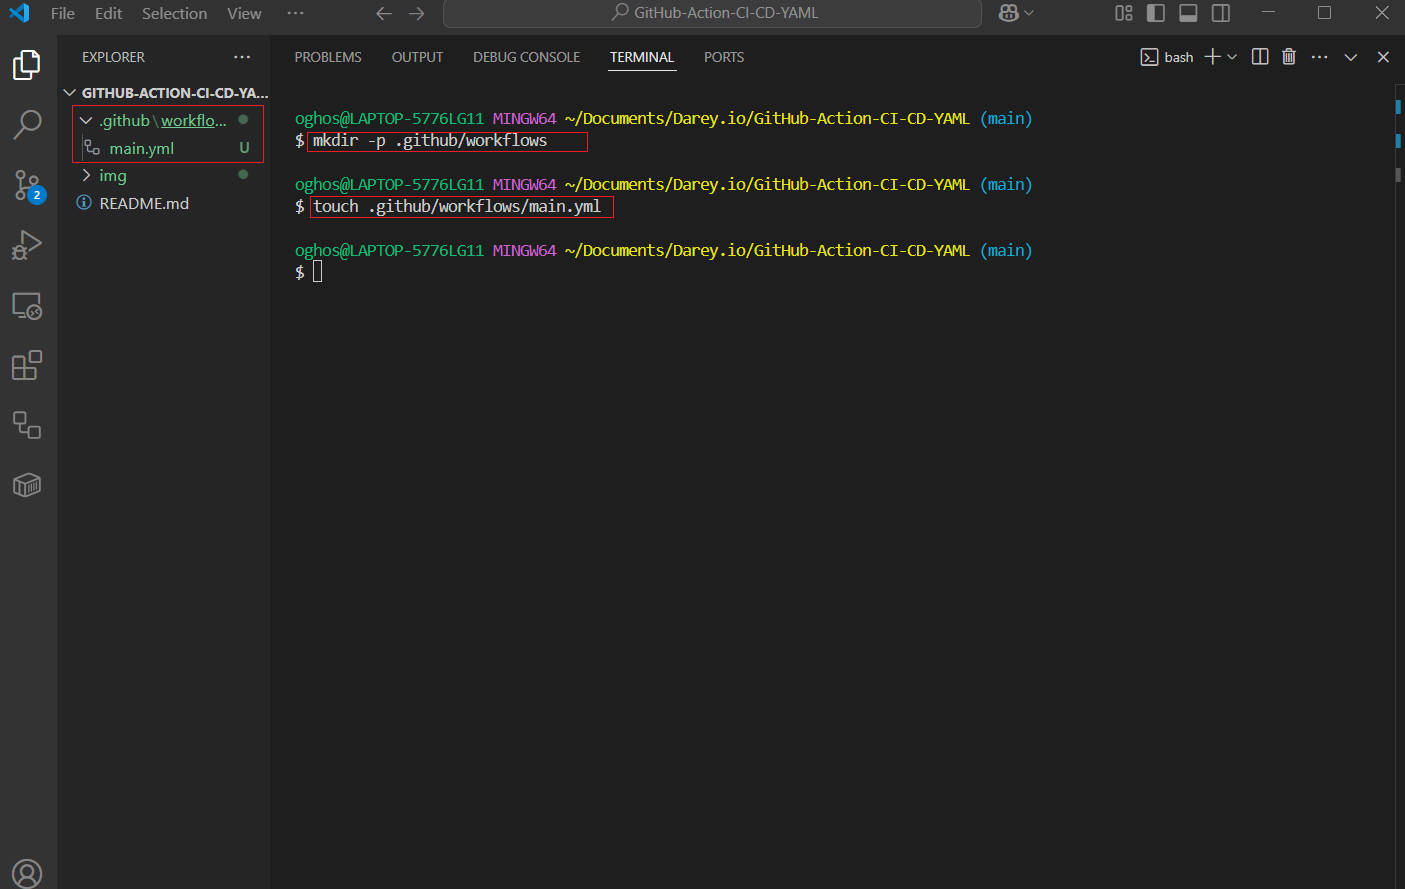 File Edit Selection View ··· GitHub-Action-CI-CD-YAML
EXPLORER ···
GITHUB-ACTION-CI-CD-YA...
.github\workflo...
main.yml U
img
README.md
2
PROBLEMS OUTPUT DEBUG CONSOLE TERMINAL PORTS bash ···
oghos@LAPTOP-5776LG11 MINGW64 ~/Documents/Darey.io/GitHub-Action-CI-CD-YAML (main)
$ mkdir -p .github/workflows
oghos@LAPTOP-5776LG11 MINGW64 ~/Documents/Darey.io/GitHub-Action-CI-CD-YAML (main)
$ touch .github/workflows/main.yml
oghos@LAPTOP-5776LG11 MINGW64 ~/Documents/Darey.io/GitHub-Action-CI-CD-YAML (main)
$